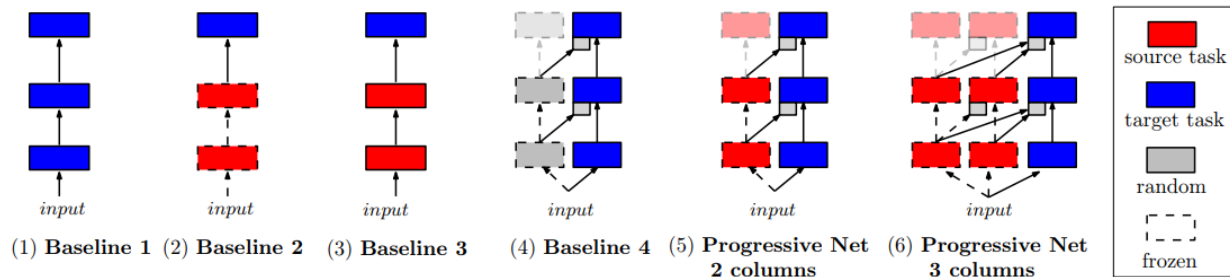 source task
target task
random
frozen
input
input
input
input
input
input
(1) Baseline 1
(2) Baseline 2
(3) Baseline 3
(4) Baseline 4
(5) Progressive Net
2 columns
(6) Progressive Net
3 columns